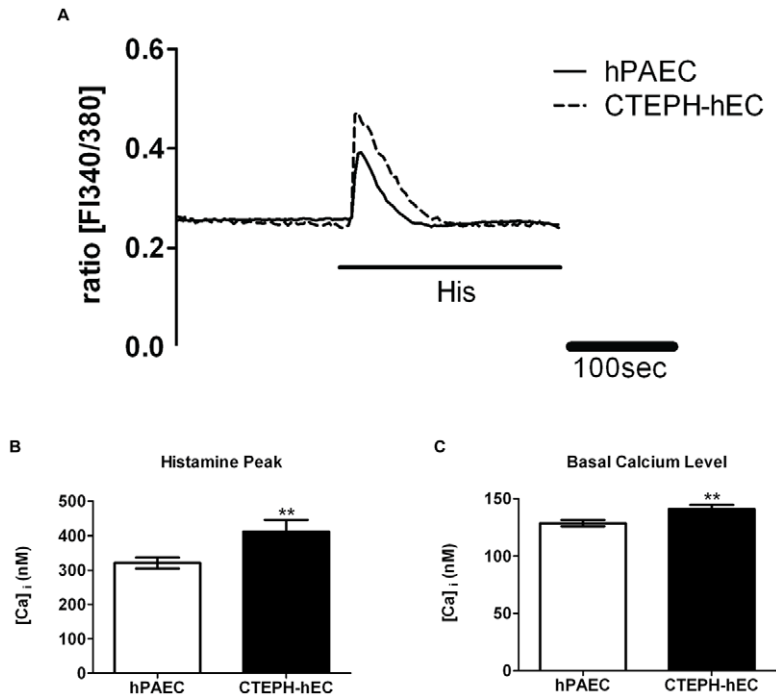 A
0.6
0.4
0.2
0.0
ratio [FI340/380]
hPAEC
CTEPH-hEC
His
100sec
B
Histamine Peak
500
400
300
200
100
0
[Ca] i (nM)
**
hPAEC
CTEPH-hEC
C
Basal Calcium Level
150
100
50
0
[Ca] i (nM)
**
hPAEC
CTEPH-hEC